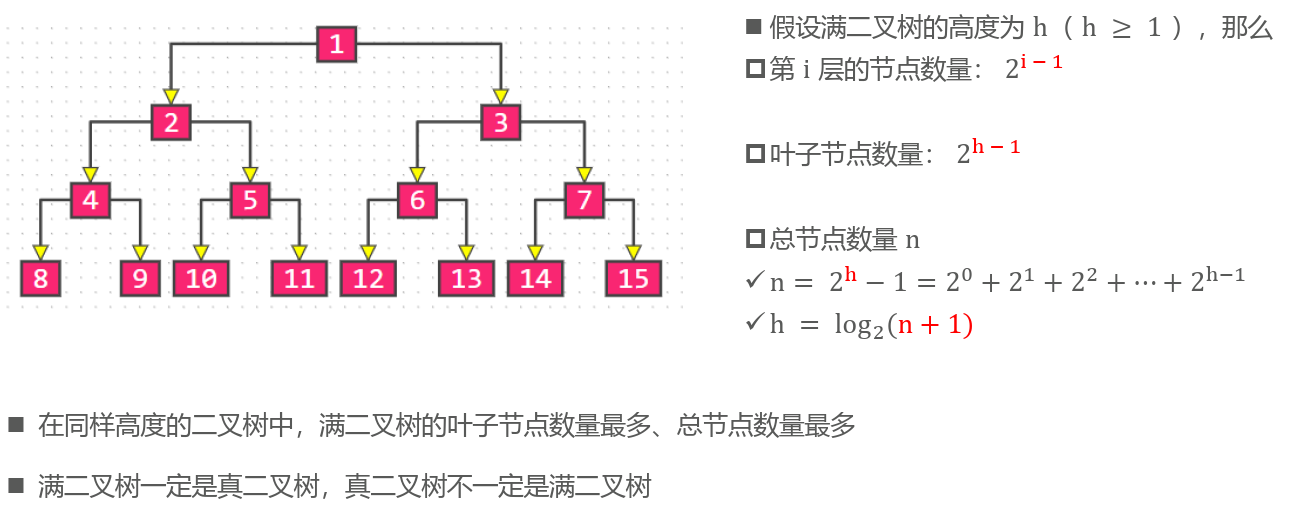 1
2 3
4 5 6 7
8 9 10 11 12 13 14 15
■ 假设满二叉树的高度为 h（ h ≥ 1 ），那么
第 i 层的节点数量： 2^{i − 1}
叶子节点数量： 2^{h − 1}
总节点数量 n
✓ n = 2^{h} − 1 = 2^{0} + 2^{1} + 2^{2} + ⋯ + 2^{h−1}
✓ h = log_{2}(n + 1)
■ 在同样高度的二叉树中，满二叉树的叶子节点数量最多、总节点数量最多
■ 满二叉树一定是真二叉树，真二叉树不一定是满二叉树